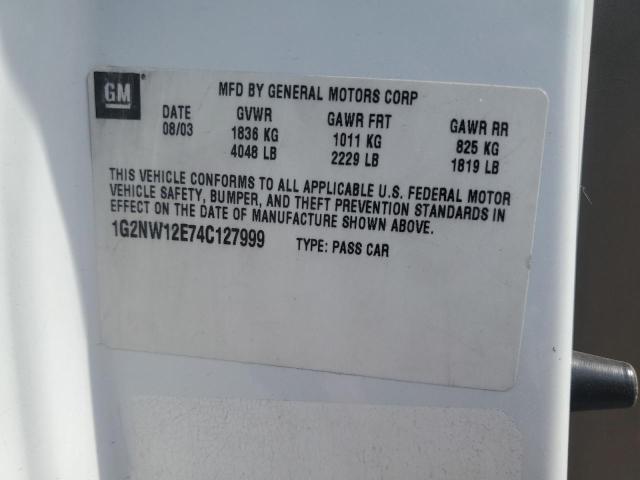 GM
MFD BY GENERAL MOTORS CORP
DATE GVWR GAWR FRT GAWR RR
08/03 1836 KG 1011 KG 825 KG
4048 LB 2229 LB 1819 LB
THIS VEHICLE CONFORMS TO ALL APPLICABLE U.S. FEDERAL MOTOR
VEHICLE SAFETY, BUMPER, AND THEFT PREVENTION STANDARDS IN
EFFECT ON THE DATE OF MANUFACTURE SHOWN ABOVE.
1G2NW12E74C127999 TYPE: PASS CAR